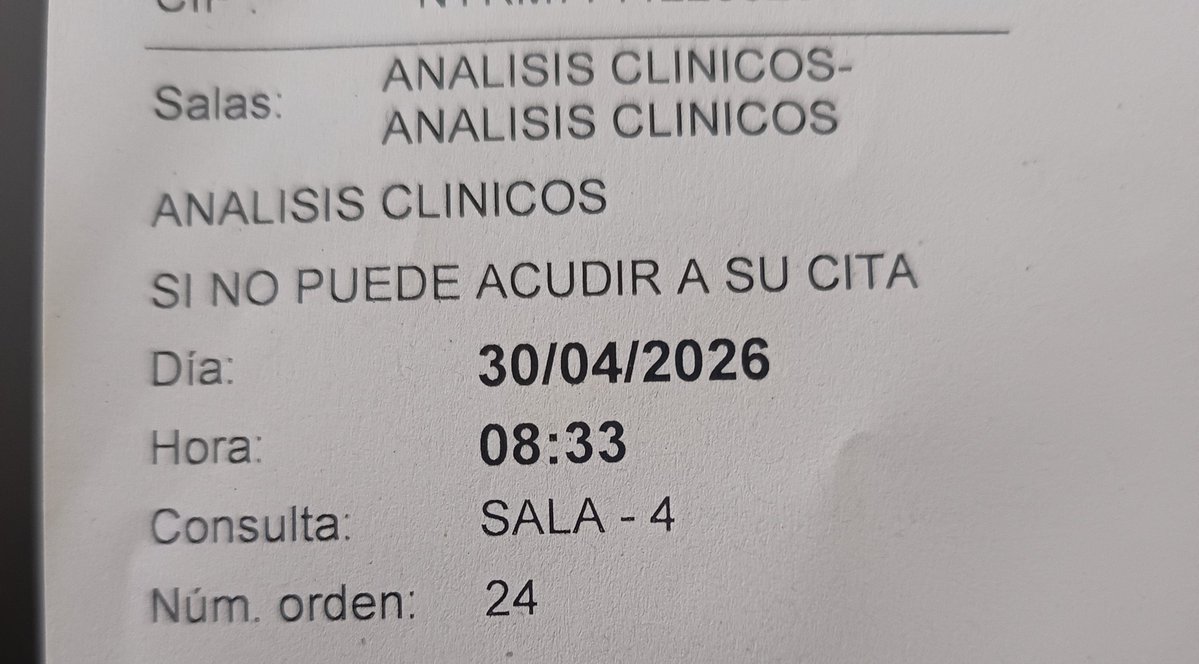 Salas: ANALISIS CLINICOS-
ANALISIS CLINICOS
ANALISIS CLINICOS
SI NO PUEDE ACUDIR A SU CITA
Día: 30/04/2026
Hora: 08:33
Consulta: SALA - 4
Núm. orden: 24